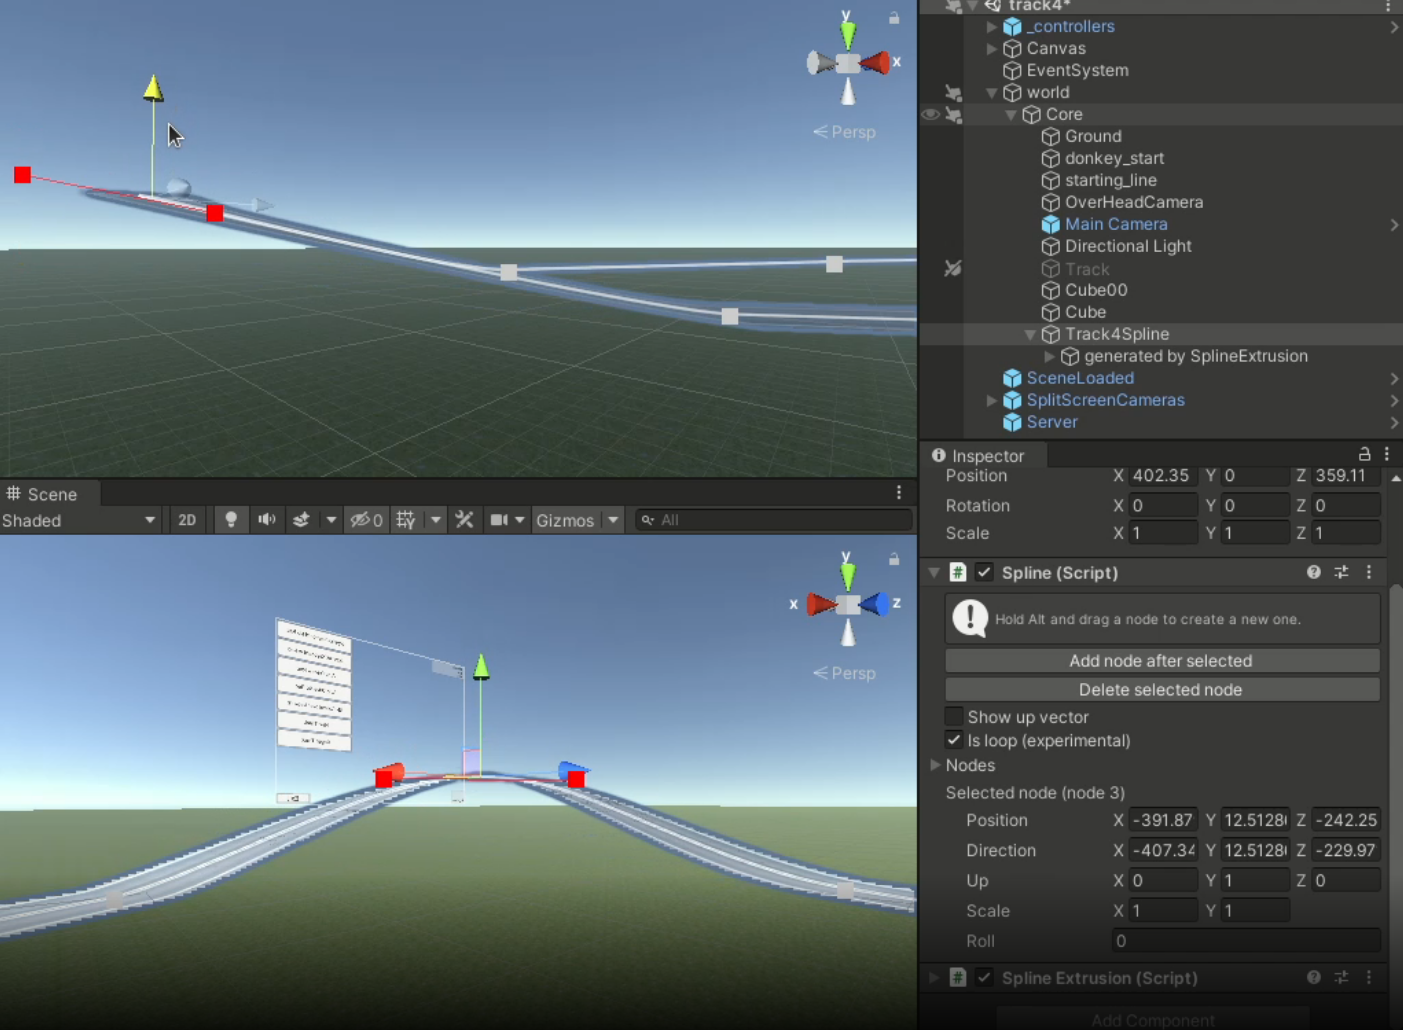 y
x
Persp
Scene
Shaded
2D
0
Gizmos
All
y
x
z
Persp
track4*
_controllers
Canvas
EventSystem
world
Core
Ground
donkey_start
starting_line
OverHeadCamera
Main Camera
Directional Light
Track
Cube00
Cube
Track4Spline
generated by SplineExtrusion
SceneLoaded
SplitScreenCameras
Server
Inspector
Position X 402.35 Y 0 Z 359.11
Rotation X 0 Y 0 Z 0
Scale X 1 Y 1 Z 1
# Spline (Script)
Hold Alt and drag a node to create a new one.
Add node after selected
Delete selected node
Show up vector
Is loop (experimental)
Nodes
Selected node (node 3)
Position X -391.87 Y 12.5128 Z -242.25
Direction X -407.34 Y 12.5128 Z -229.97
Up X 0 Y 1 Z 0
Scale X 1 Y 1
Roll 0
# Spline Extrusion (Script)
Add Component